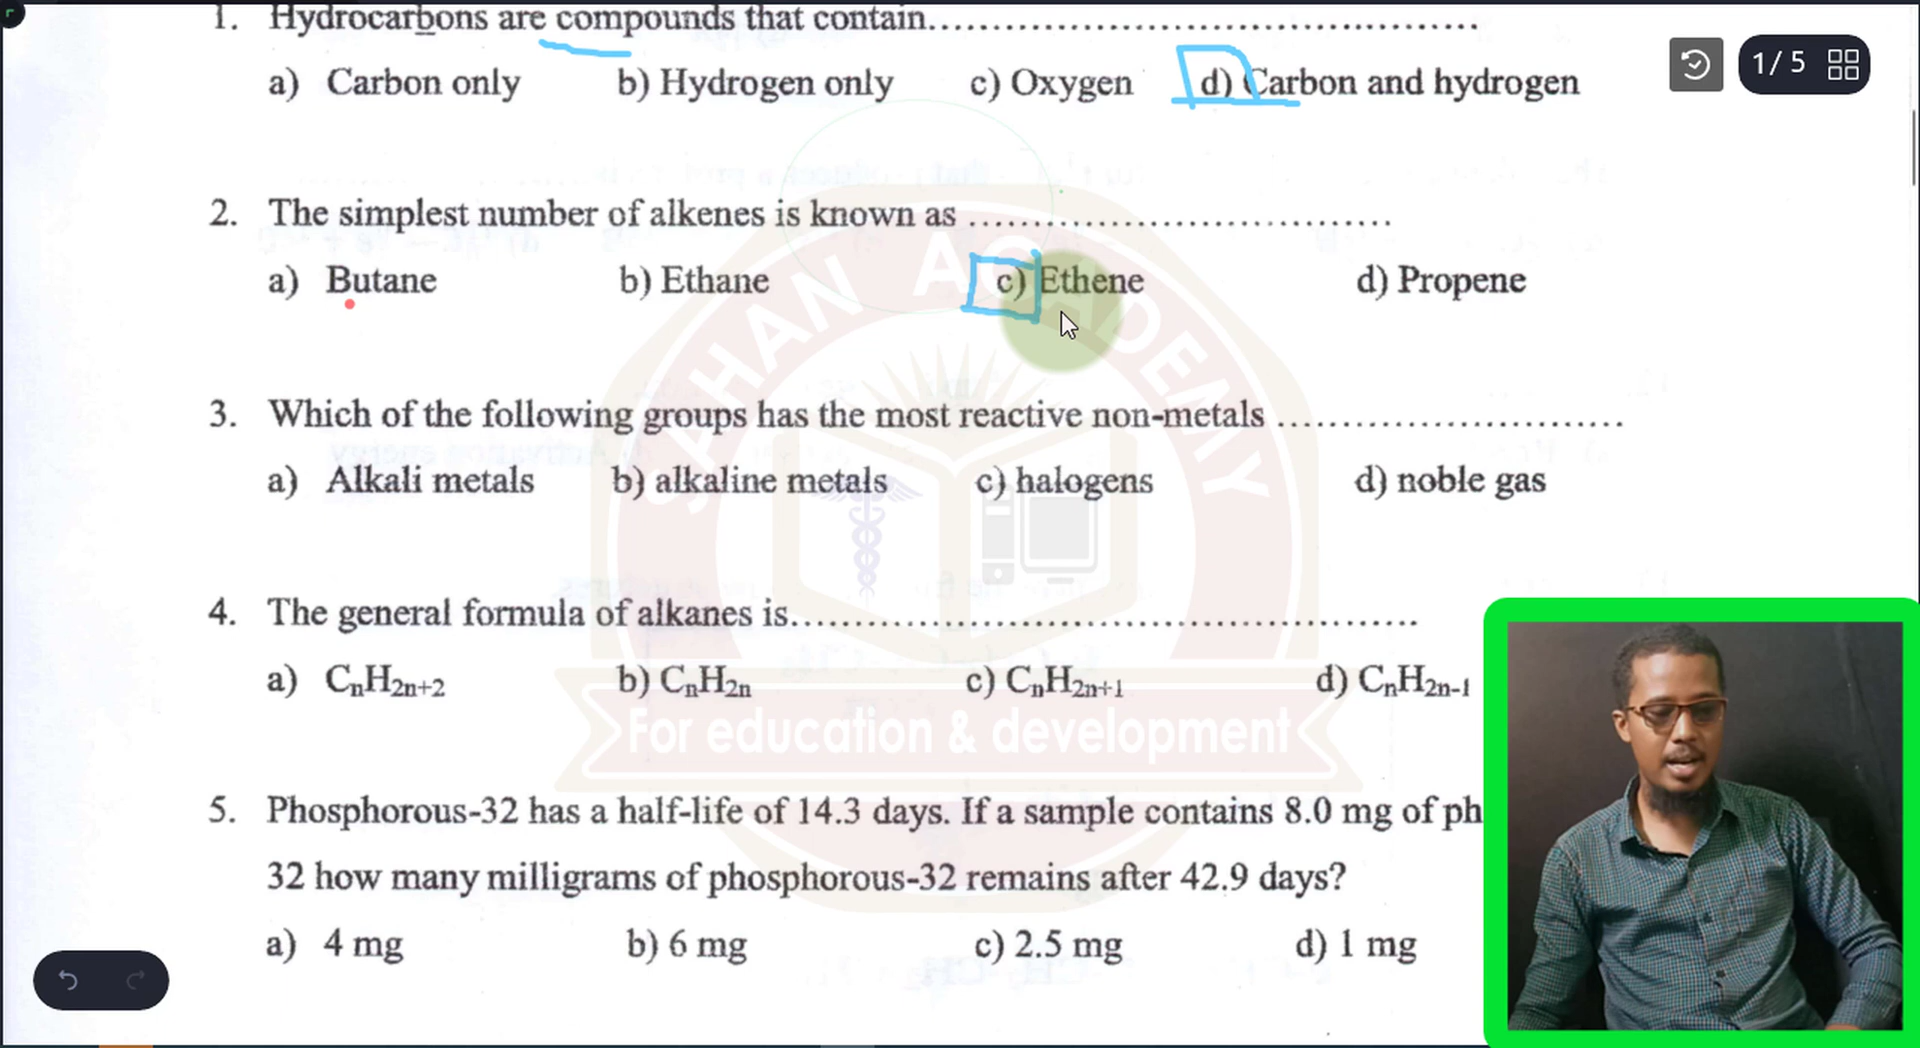 1. Hydrocarbons are compounds that contain................................................
a) Carbon only b) Hydrogen only c) Oxygen d) Carbon and hydrogen
1/5
2. The simplest number of alkenes is known as ................................
a) Butane b) Ethane c) Ethene d) Propene
3. Which of the following groups has the most reactive non-metals ..........................
a) Alkali metals b) alkaline metals c) halogens d) noble gas
4. The general formula of alkanes is................................................
a) CₙH₂ₙ₊₂ b) CₙH₂ₙ c) CₙH₂ₙ₊₁ d) CₙH₂ₙ₋₁
5. Phosphorous-32 has a half-life of 14.3 days. If a sample contains 8.0 mg of ph
32 how many milligrams of phosphorous-32 remains after 42.9 days?
a) 4 mg b) 6 mg c) 2.5 mg d) 1 mg
SAHAN ACADEMY
For education & development